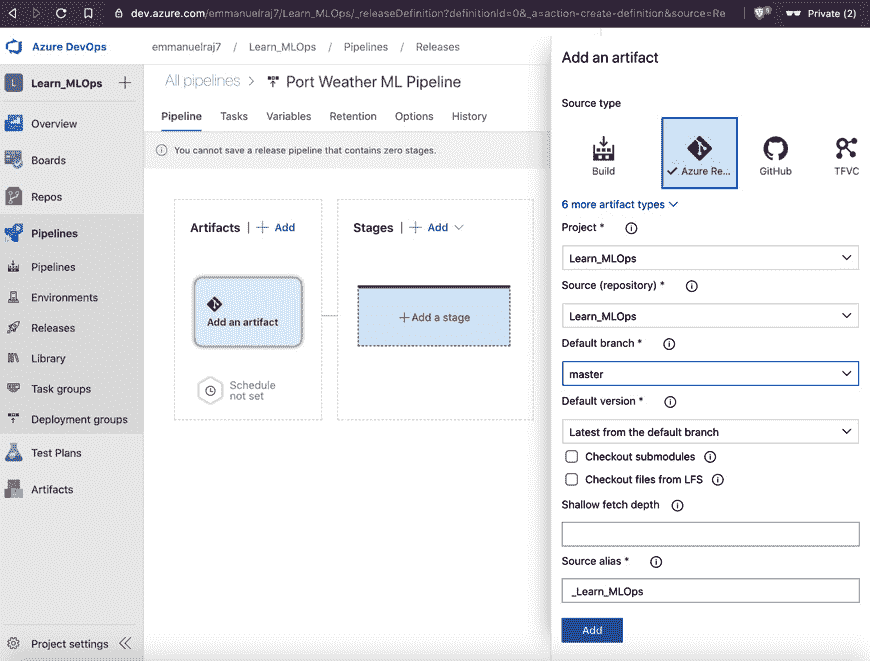 dev.azure.com/emmanuelraj7/Learn_MLOps/_releaseDefinition?definitionId=0&_a=action-create-definition&source=Re
Private (2)
Azure DevOps
emmanuelraj7 / Learn_MLOps / Pipelines / Releases
L
Learn_MLOps
Overview
Boards
Repos
Pipelines
Pipelines
Environments
Releases
Library
Task groups
Deployment groups
Test Plans
Artifacts
Project settings
All pipelines > Port Weather ML Pipeline
Pipeline Tasks Variables Retention Options History
You cannot save a release pipeline that contains zero stages.
Artifacts | + Add
Add an artifact
Schedule
not set
Stages | + Add
+ Add a stage
Add an artifact
Source type
Build
Azure Re...
GitHub
TFVC
6 more artifact types
Project *
Learn_MLOps
Source (repository) *
Learn_MLOps
Default branch *
master
Default version *
Latest from the default branch
Checkout submodules
Checkout files from LFS
Shallow fetch depth
Source alias *
_Learn_MLOps
Add